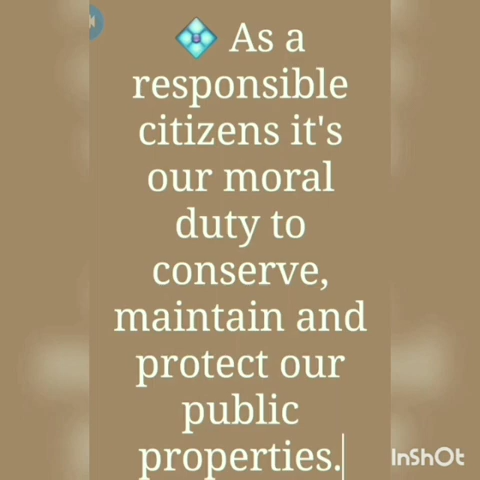 💠 As a
responsible
citizens it's
our moral
duty to
conserve,
maintain and
protect our
public
properties.
InShOt